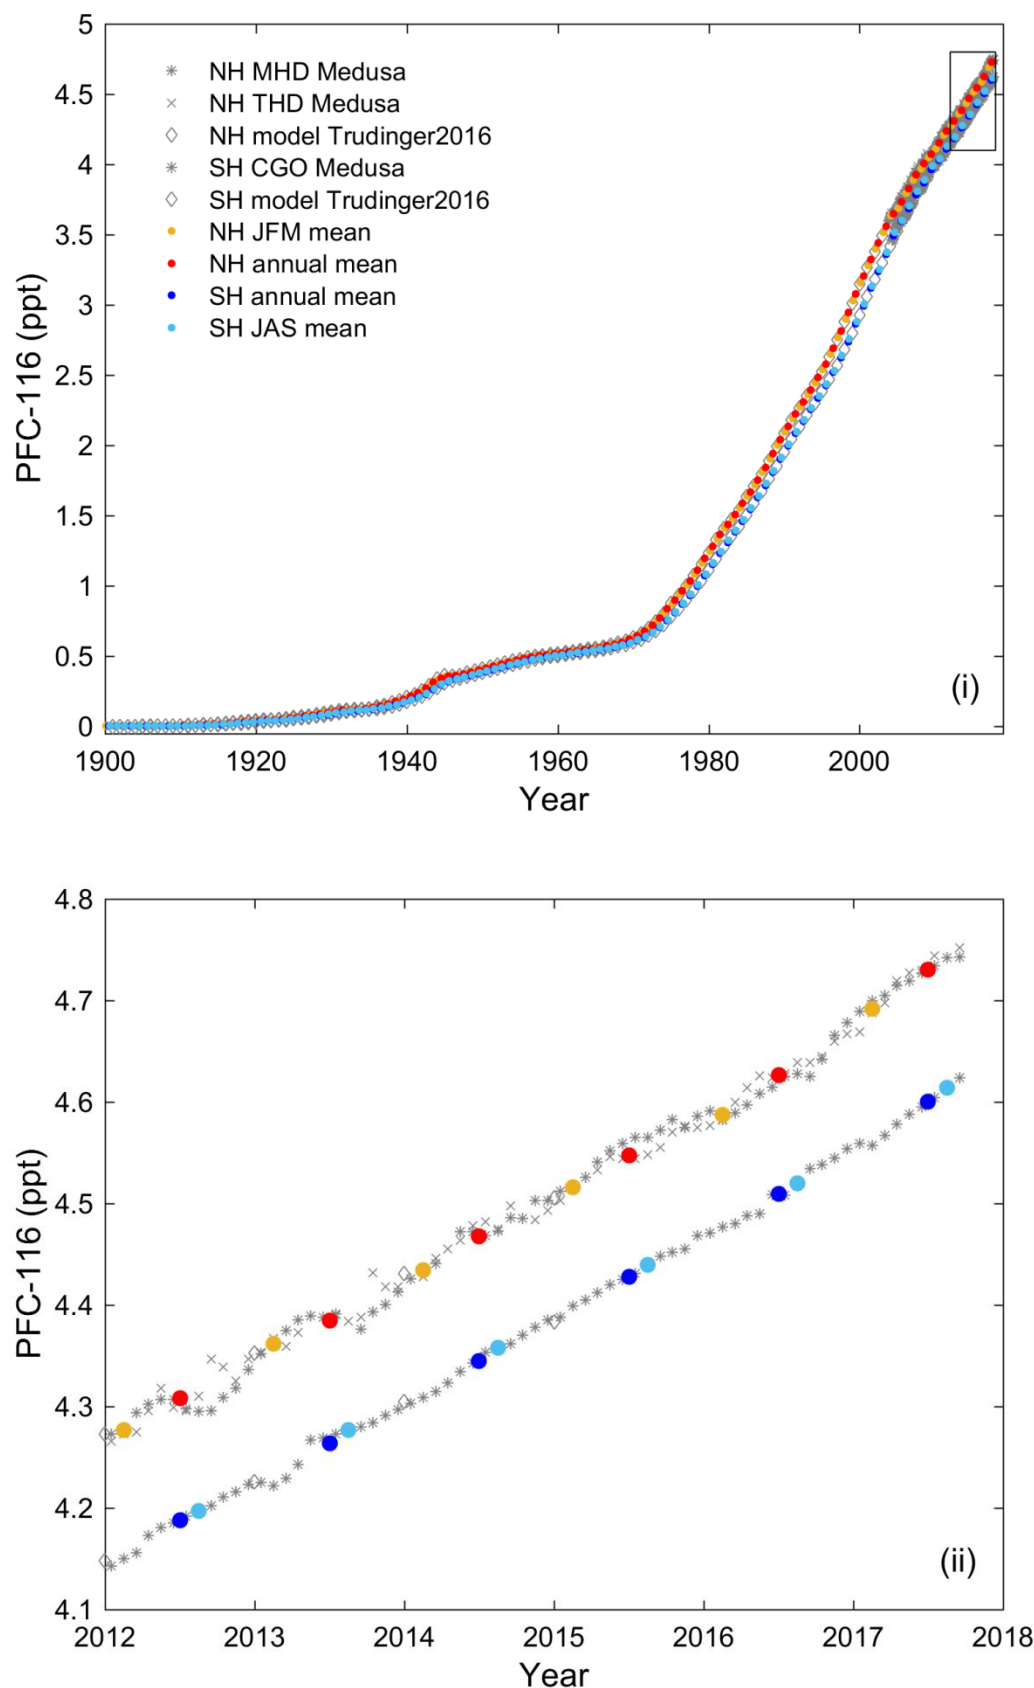 5
4.5
4
3.5
3
2.5
2
1.5
1
0.5
0
PFC-116 (ppt)
NH MHD Medusa
NH THD Medusa
NH model Trudinger2016
SH CGO Medusa
SH model Trudinger2016
NH JFM mean
NH annual mean
SH annual mean
SH JAS mean
(i)
1900 1920 1940 1960 1980 2000
Year
4.8
4.7
4.6
4.5
4.4
4.3
4.2
4.1
PFC-116 (ppt)
(ii)
2012 2013 2014 2015 2016 2017 2018
Year